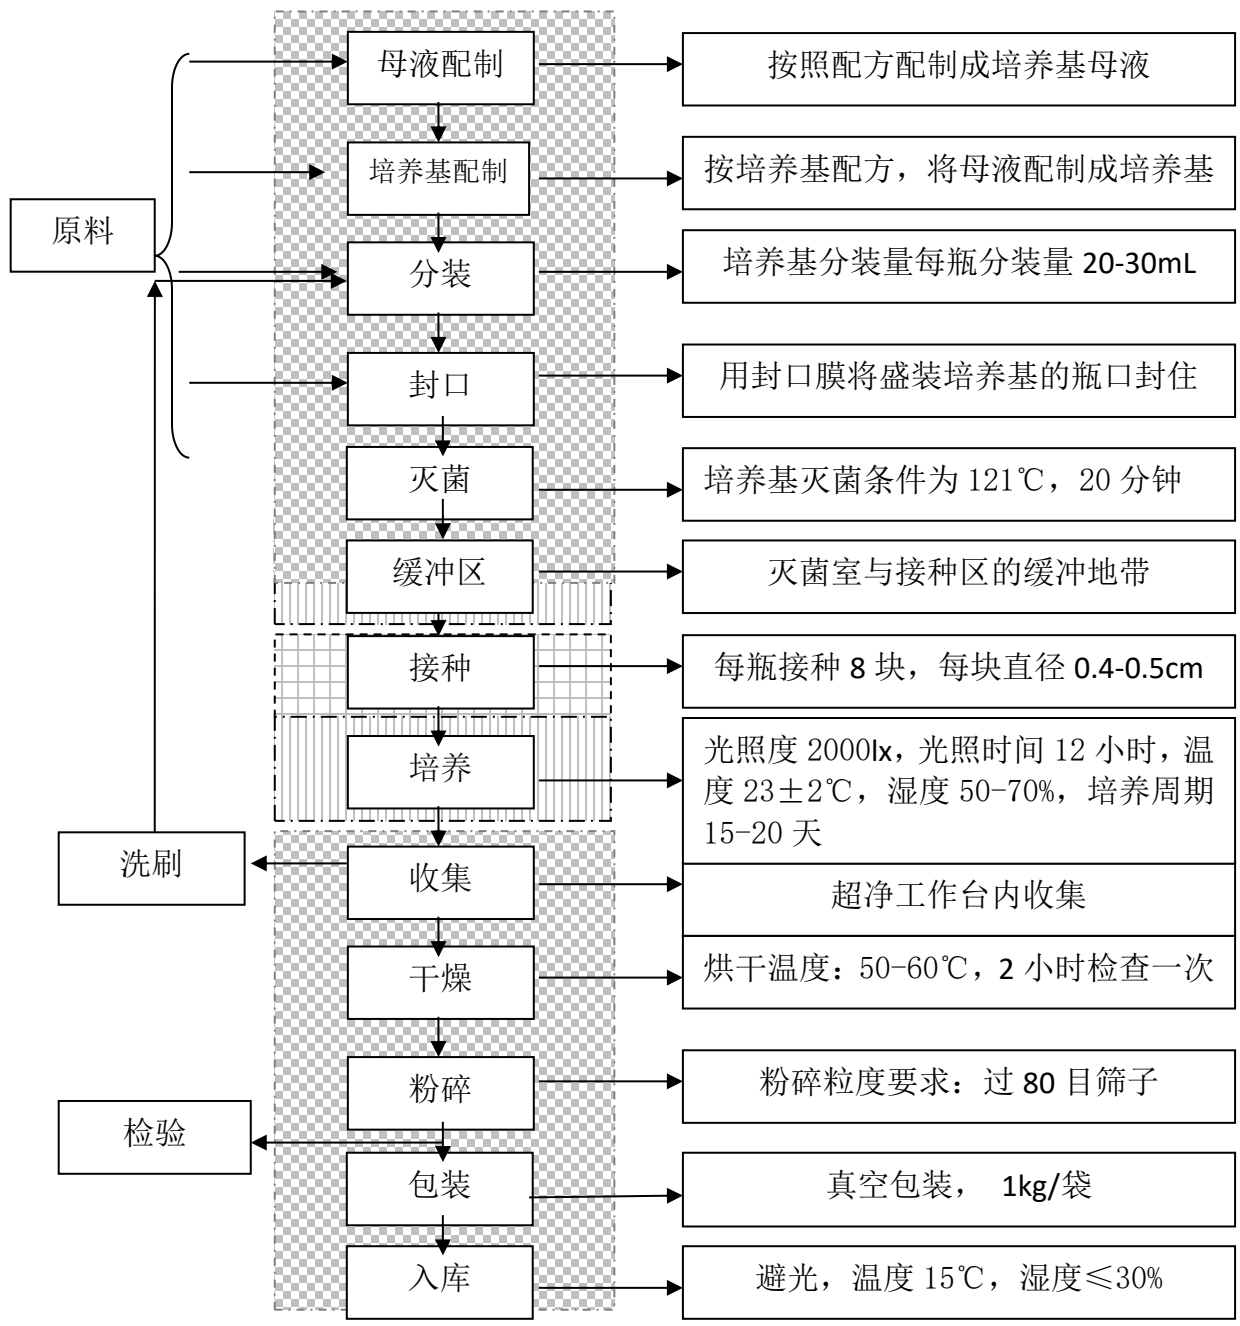 母液配制
按照配方配制成培养基母液
培养基配制
按培养基配方，将母液配制成培养基
原料
分装
培养基分装量每瓶分装量 20-30mL
封口
用封口膜将盛装培养基的瓶口封住
灭菌
培养基灭菌条件为 121℃，20 分钟
缓冲区
灭菌室与接种区的缓冲地带
接种
每瓶接种 8 块，每块直径 0.4-0.5cm
培养
光照度 2000lx，光照时间 12 小时，温
度 23±2℃，湿度 50-70%，培养周期
15-20 天
洗刷
收集
超净工作台内收集
干燥
烘干温度：50-60℃，2 小时检查一次
粉碎
粉碎粒度要求：过 80 目筛子
检验
包装
真空包装， 1kg/袋
入库
避光，温度 15℃，湿度≤30%